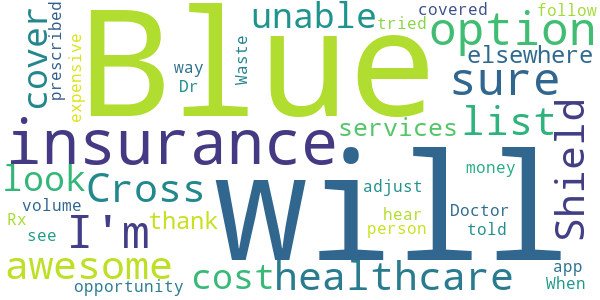 covered
follow
unable
tried
option
Blue
cover
prescribed
expensive
way
Dr
Waste
elsewhere
sure
insurance
services
list
Shield
look
Cross
Will
adjust
money
volume
I'm
thank
hear
person
Doctor
told
Rx
see
awesome
cost
healthcare
app
When
opportunity